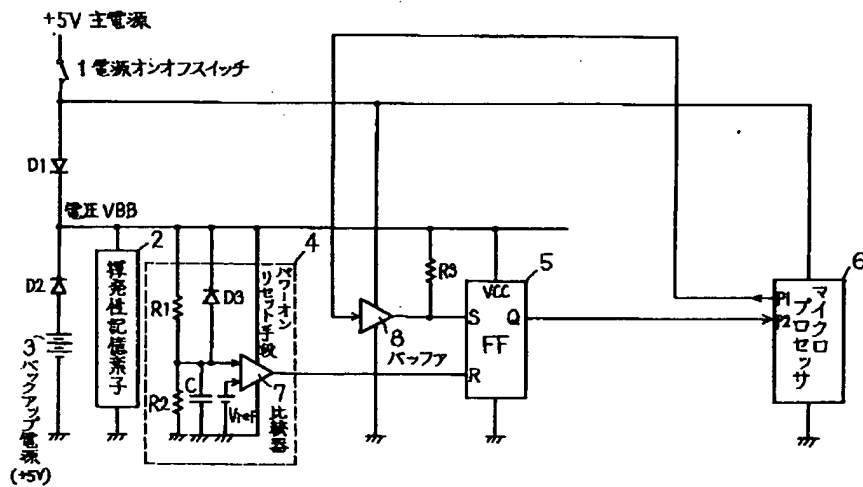 +5V 主電源
1 電源オンオフスイッチ
D1
電圧 VBB
D2
3 バックアップ電源
(+5V)
2
揮発性記憶素子
4
パワーオン
リセット手段
R1
R2
C
D3
Vref
7 比較器
8
バッファ
R3
5
VCC
S
Q
FF
R
6
P1
P2
マイクロ
プロセッサ